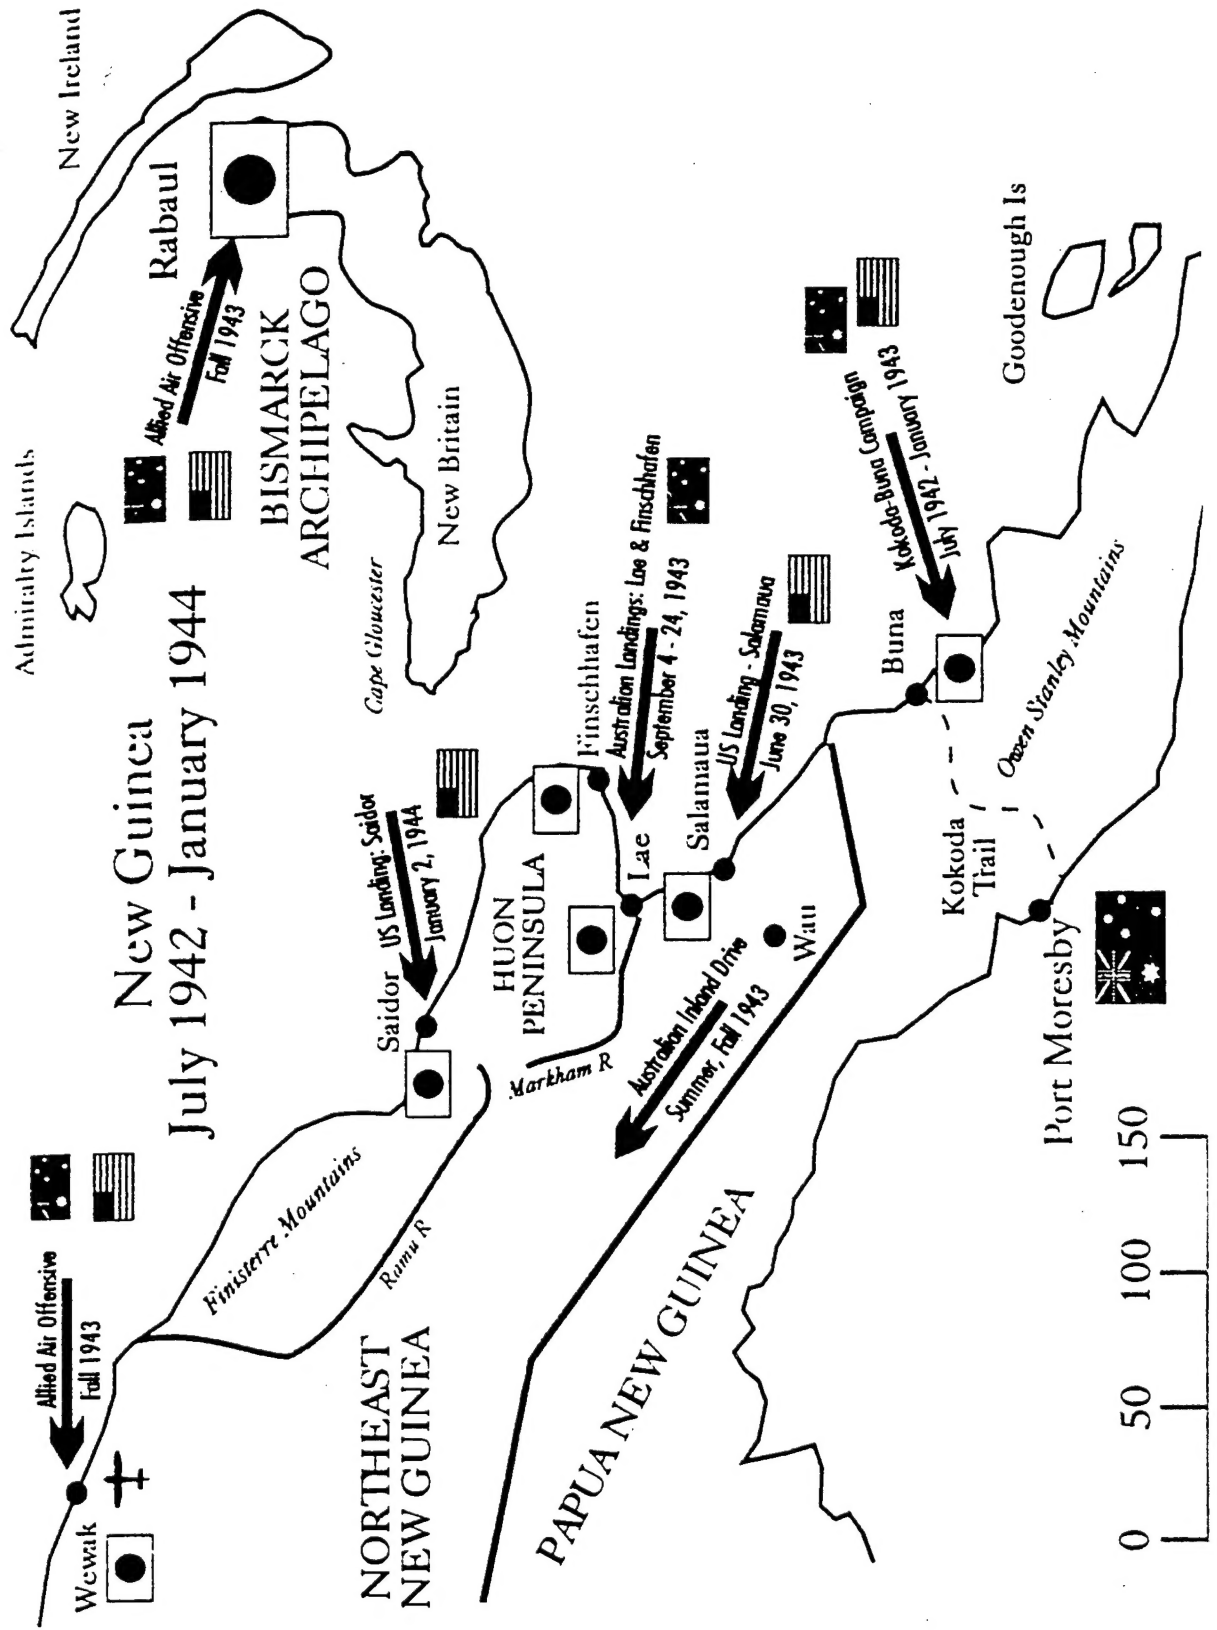 New Guinea
July 1942 - January 1944
Admiralty Islands
New Ireland
Rabaul
Allied Air Offensive
Fall 1943
BISMARCK
ARCHIPELAGO
New Britain
Cape Gloucester
Allied Air Offensive
Fall 1943
Wewak
Finisterre Mountains
Ramu R
NORTHEAST
NEW GUINEA
Saidor
US Landing: Saidor
January 2, 1944
HUON
PENINSULA
Markham R
Finschhafen
Australian Landings: Lae & Finschhafen
September 4 - 24, 1943
Lae
Salamaua
US Landing - Salamaua
June 30, 1943
Wau
Australian Inland Drive
Summer, Fall 1943
PAPUA NEW GUINEA
Buna
Kokoda-Buna Campaign
July 1942 - January 1943
Goodenough Is
Owen Stanley Mountains
Kokoda
Trail
Port Moresby
0 50 100 150